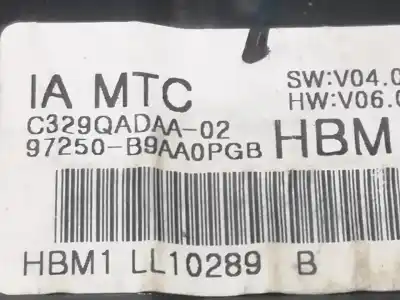 IA MTC
SW:V04.0
HW:V06.0
C329QADAA-02
97250-B9AA0PGB
HBM
HBM1 LL10289 B